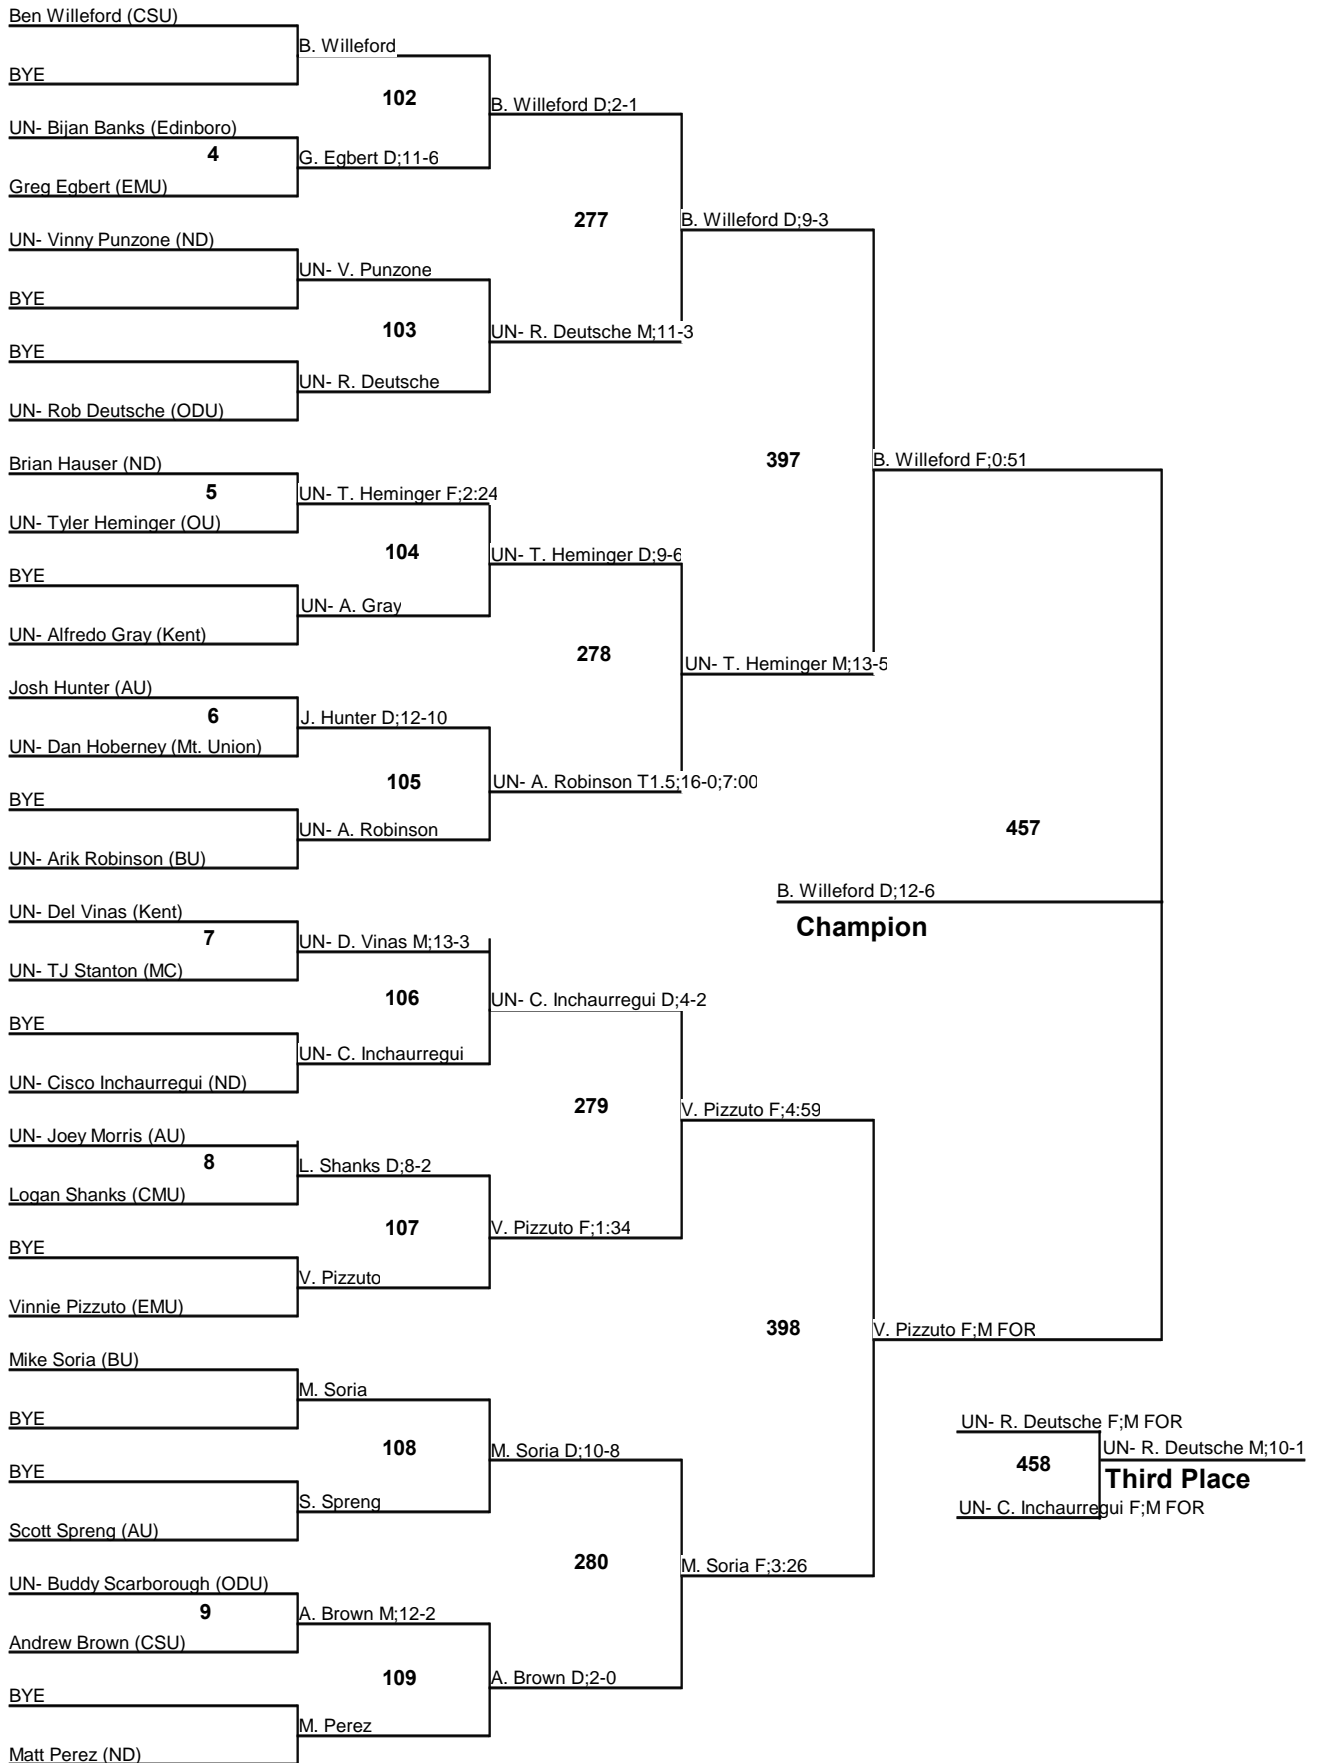 Ben Willeford (CSU)
B. Willeford
BYE
102
B. Willeford D;2-1
UN- Bijan Banks (Edinboro)
4
G. Egbert D;11-6
Greg Egbert (EMU)
277
B. Willeford D;9-3
UN- Vinny Punzone (ND)
UN- V. Punzone
BYE
103
UN- R. Deutsche M;11-3
BYE
UN- R. Deutsche
UN- Rob Deutsche (ODU)
397
B. Willeford F;0:51
Brian Hauser (ND)
5
UN- T. Heminger F;2:24
UN- Tyler Heminger (OU)
104
UN- T. Heminger D;9-6
BYE
UN- A. Gray
UN- Alfredo Gray (Kent)
278
UN- T. Heminger M;13-5
Josh Hunter (AU)
6
J. Hunter D;12-10
UN- Dan Hoberney (Mt. Union)
105
UN- A. Robinson T1.5;16-0;7:00
BYE
UN- A. Robinson
UN- Arik Robinson (BU)
457
B. Willeford D;12-6
Champion
UN- Del Vinas (Kent)
7
UN- D. Vinas M;13-3
UN- TJ Stanton (MC)
106
UN- C. Inchaurregui D;4-2
BYE
UN- C. Inchaurregui
UN- Cisco Inchaurregui (ND)
279
V. Pizzuto F;4:59
UN- Joey Morris (AU)
8
L. Shanks D;8-2
Logan Shanks (CMU)
107
V. Pizzuto F;1:34
BYE
V. Pizzuto
Vinnie Pizzuto (EMU)
398
V. Pizzuto F;M FOR
Mike Soria (BU)
M. Soria
BYE
108
M. Soria D;10-8
BYE
S. Spreng
Scott Spreng (AU)
280
M. Soria F;3:26
UN- Buddy Scarborough (ODU)
9
A. Brown M;12-2
Andrew Brown (CSU)
109
A. Brown D;2-0
BYE
M. Perez
Matt Perez (ND)
UN- R. Deutsche F;M FOR
458
UN- R. Deutsche M;10-1
Third Place
UN- C. Inchaurregui F;M FOR